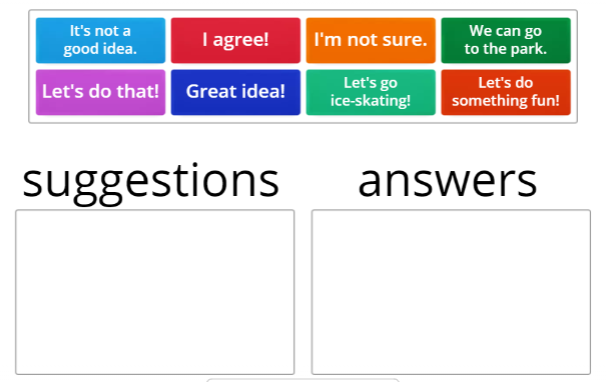 It's not a
good idea.
I agree!
I'm not sure.
We can go
to the park.
Let's do that!
Great idea!
Let's go
ice-skating!
Let's do
something fun!
suggestions
answers